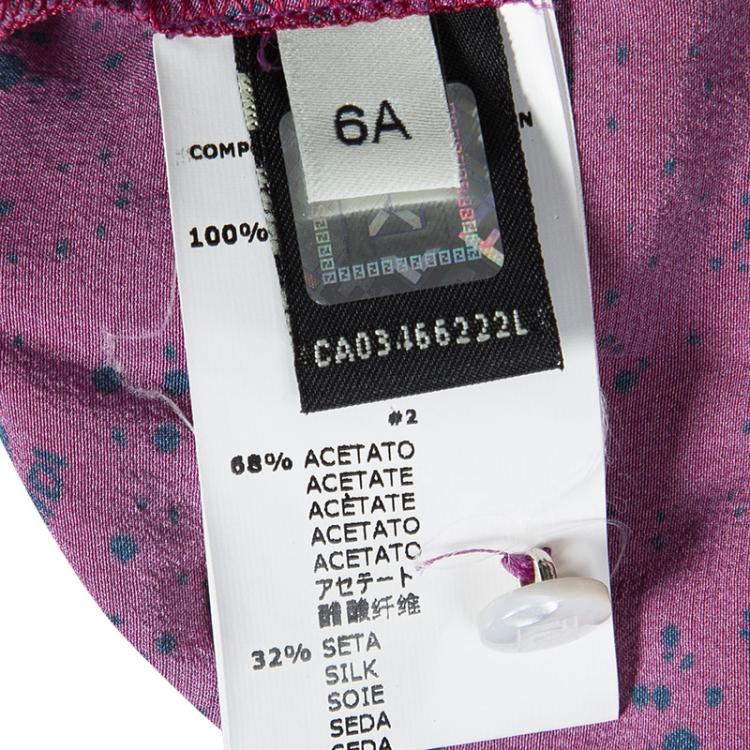 6A
COMP N
100%
CA03466222L
#2
68% ACETATO
ACETATE
ACÈTATE
ACETATO
ACETATO
アセテート
醋酸纤维
32% SETA
SILK
SOIE
SEDA
SEDA